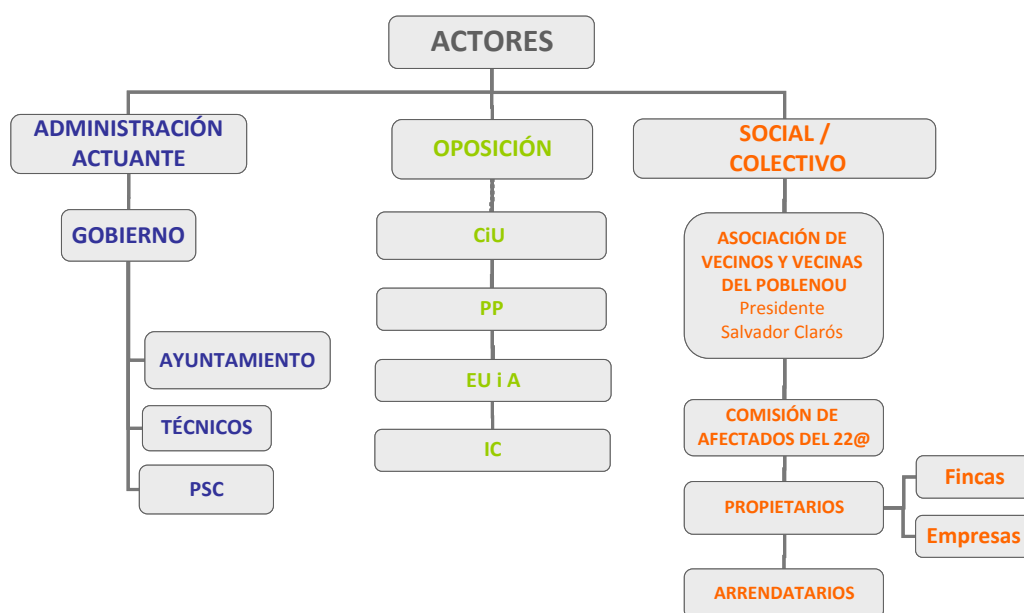 ACTORES
ADMINISTRACIÓN
ACTUANTE
GOBIERNO
AYUNTAMIENTO
TÉCNICOS
PSC
OPOSICIÓN
CiU
PP
EU i A
IC
SOCIAL /
COLECTIVO
ASOCIACIÓN DE
VECINOS Y VECINAS
DEL POBLENOU
Presidente
Salvador Clarós
COMISIÓN DE
AFECTADOS DEL 22@
PROPIETARIOS
Fincas
Empresas
ARRENDATARIOS